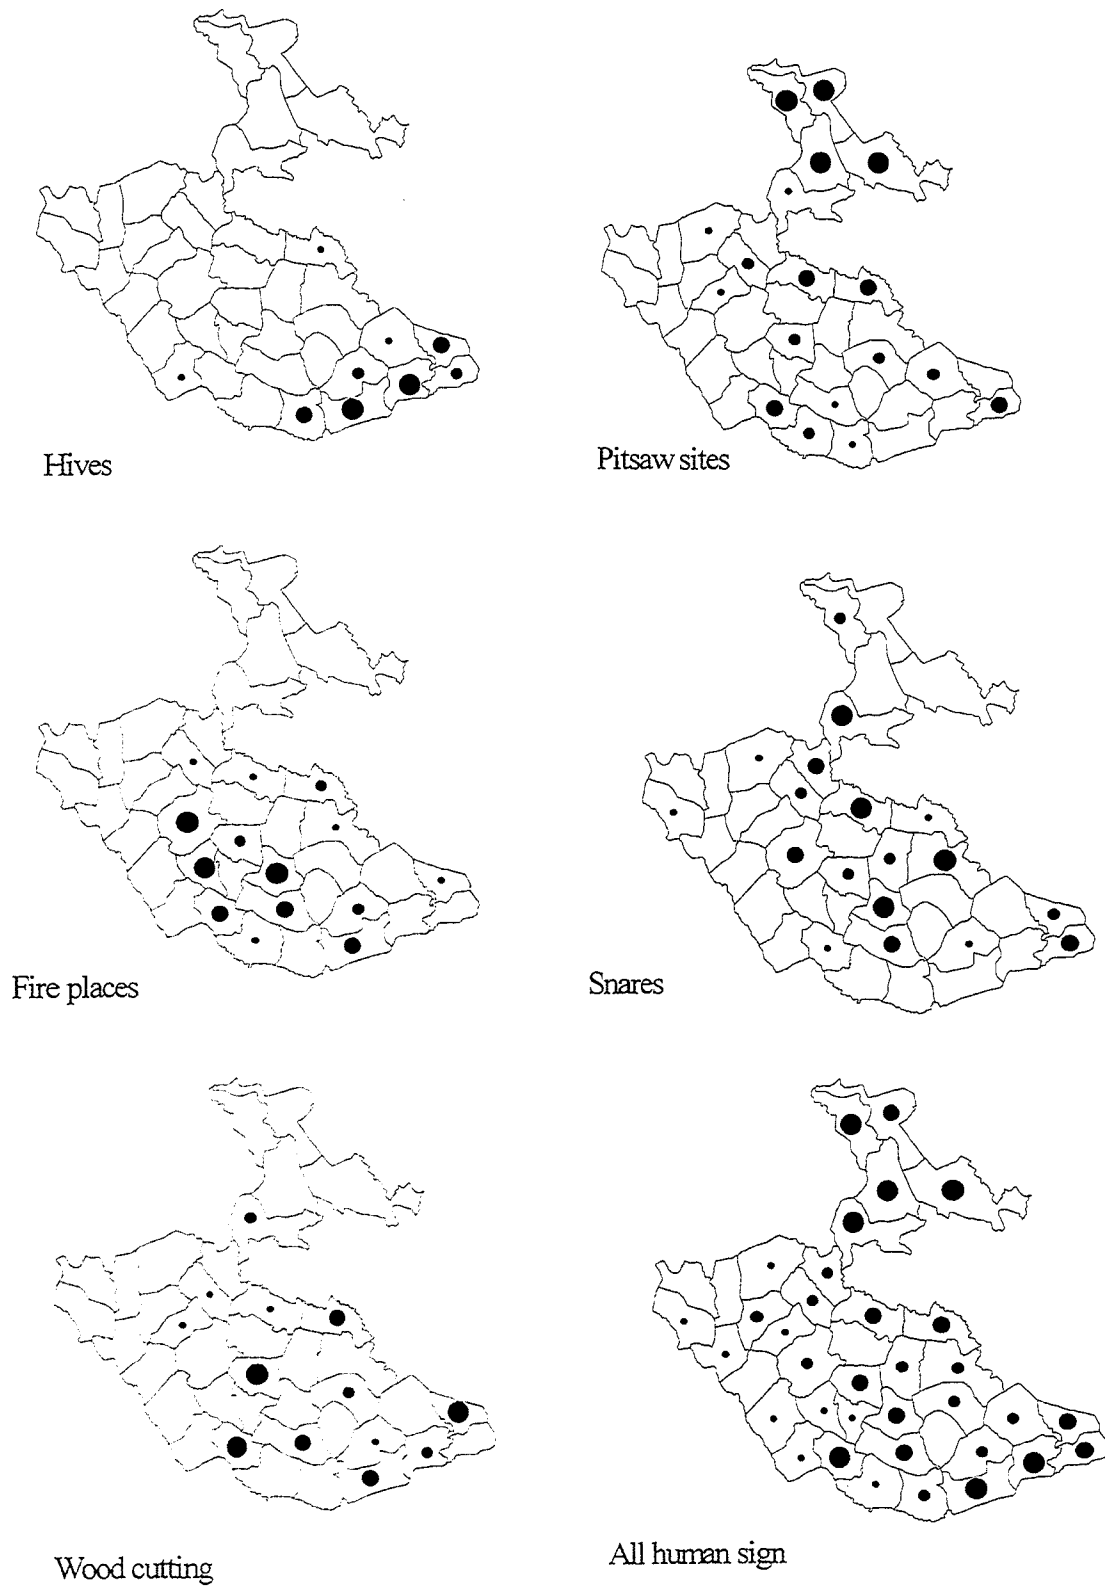 Hives
Pitsaw sites
Fire places
Snares
Wood cutting
All human sign